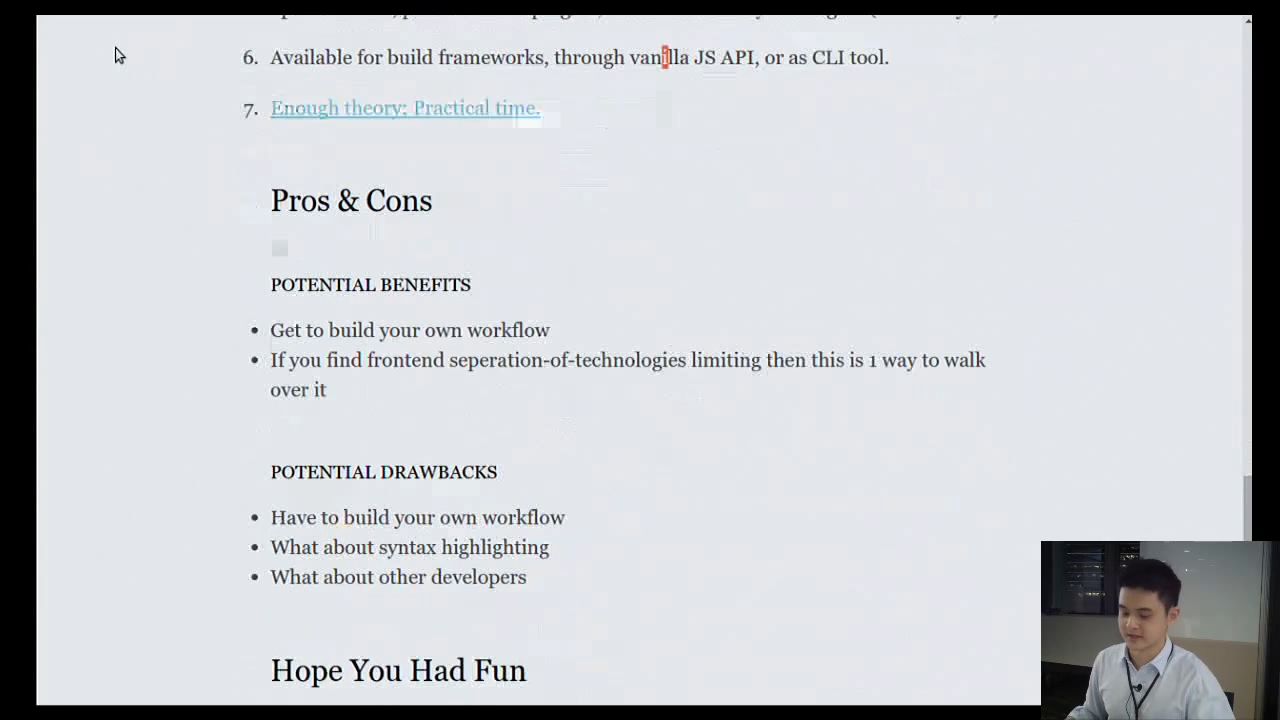 6. Available for build frameworks, through vanilla JS API, or as CLI tool.
7. Enough theory; Practical time.
Pros & Cons
POTENTIAL BENEFITS
• Get to build your own workflow
• If you find frontend seperation-of-technologies limiting then this is 1 way to walk
over it
POTENTIAL DRAWBACKS
• Have to build your own workflow
• What about syntax highlighting
• What about other developers
Hope You Had Fun